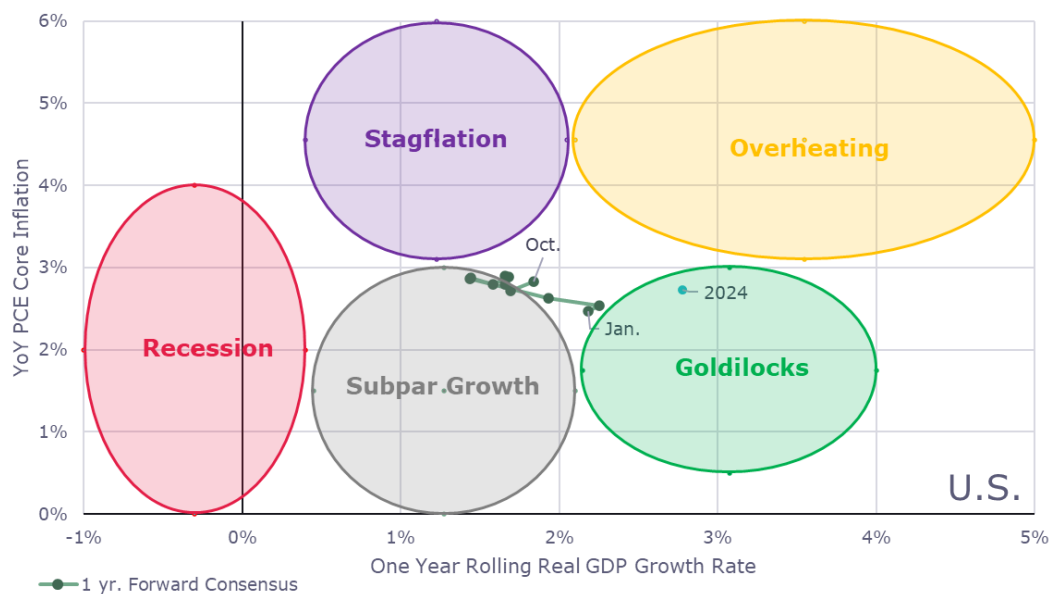 6%
5%
4%
3%
2%
1%
0%
YoY PCE Core Inflation
Stagflation
Overheating
Oct.
2024
Jan.
Recession
Subpar Growth
Goldilocks
U.S.
-1% 0% 1% 2% 3% 4% 5%
One Year Rolling Real GDP Growth Rate
1 yr. Forward Consensus